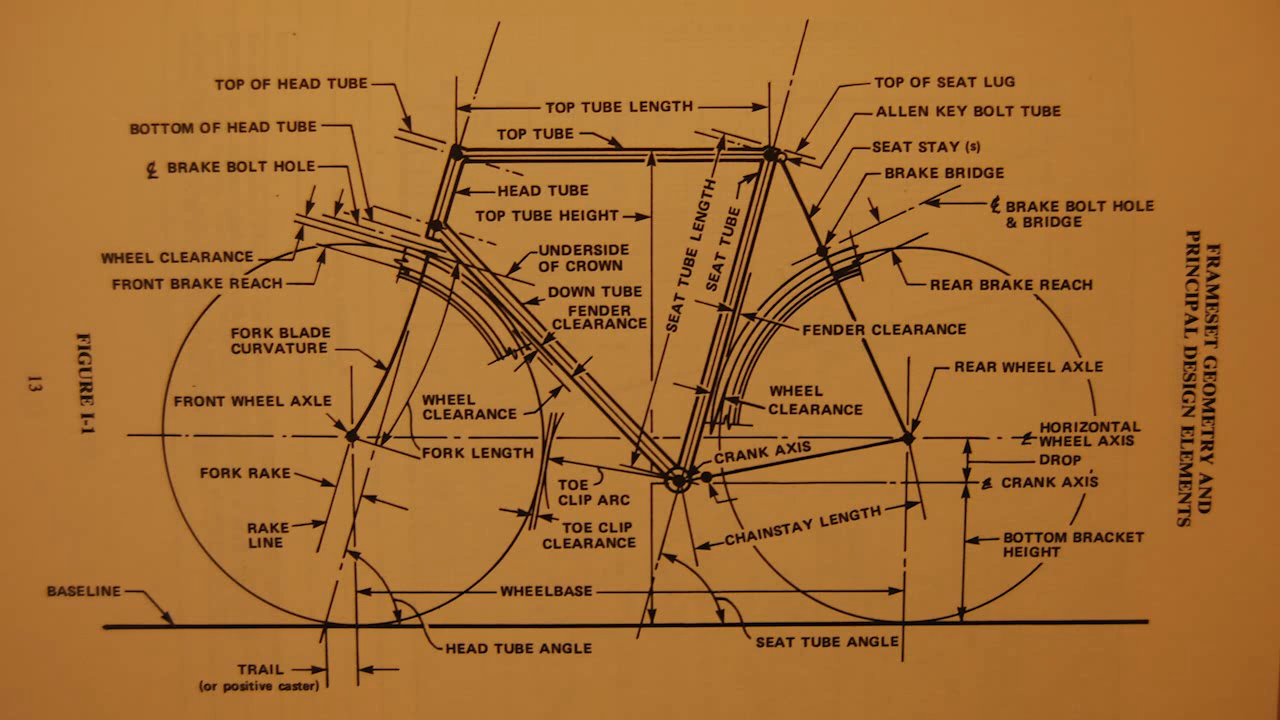 TOP OF HEAD TUBE
TOP TUBE LENGTH
TOP OF SEAT LUG
ALLEN KEY BOLT TUBE
BOTTOM OF HEAD TUBE
TOP TUBE
SEAT STAY (s)
℄ BRAKE BOLT HOLE
BRAKE BRIDGE
HEAD TUBE
TOP TUBE HEIGHT
SEAT TUBE LENGTH
SEAT TUBE
℄ BRAKE BOLT HOLE
& BRIDGE
WHEEL CLEARANCE
FRONT BRAKE REACH
UNDERSIDE
OF CROWN
DOWN TUBE
FENDER
CLEARANCE
REAR BRAKE REACH
FORK BLADE
CURVATURE
FENDER CLEARANCE
REAR WHEEL AXLE
FRONT WHEEL AXLE
WHEEL
CLEARANCE
WHEEL
CLEARANCE
FORK LENGTH
CRANK AXIS
℄ HORIZONTAL
WHEEL AXIS
DROP
℄ CRANK AXIS
FORK RAKE
TOE
CLIP ARC
RAKE
LINE
TOE CLIP
CLEARANCE
CHAINSTAY LENGTH
BOTTOM BRACKET
HEIGHT
BASELINE
WHEELBASE
HEAD TUBE ANGLE
SEAT TUBE ANGLE
TRAIL
(or positive caster)
FIGURE I-1
13
FRAMESET GEOMETRY AND
PRINCIPAL DESIGN ELEMENTS